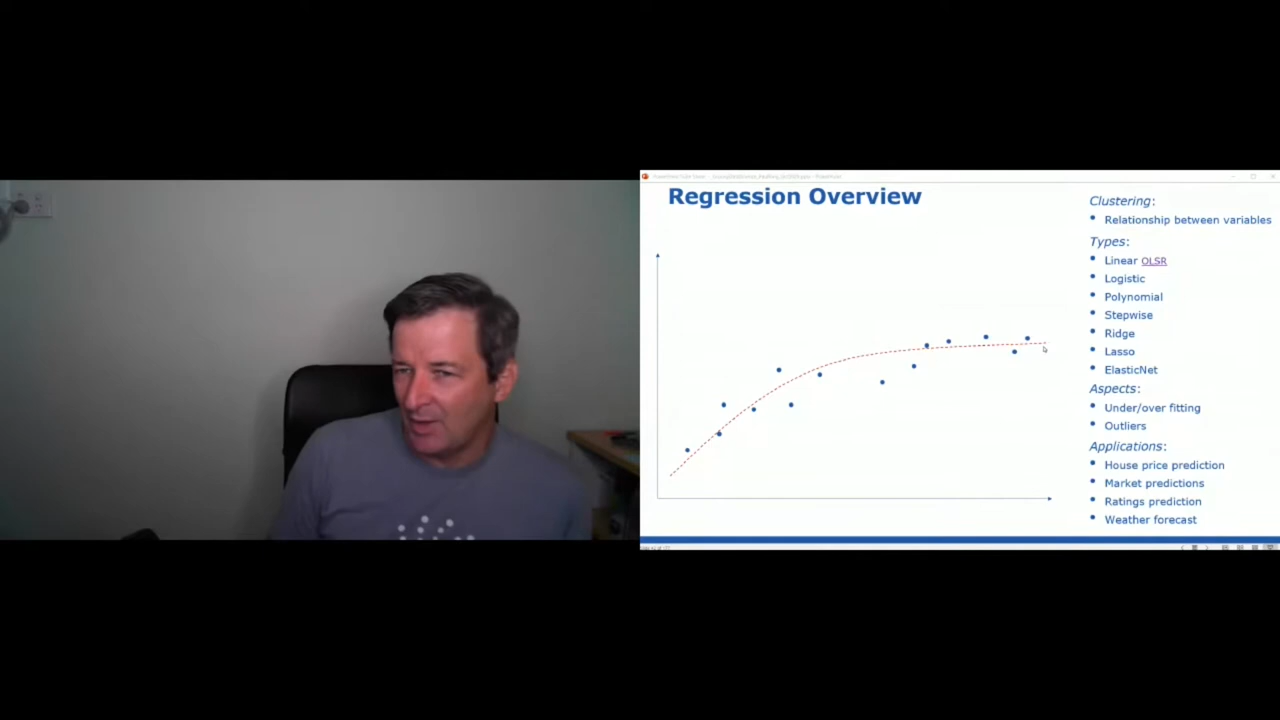 Regression Overview
Clustering:
Relationship between variables
Types:
Linear OLSR
Logistic
Polynomial
Stepwise
Ridge
Lasso
ElasticNet
Aspects:
Under/over fitting
Outliers
Applications:
House price prediction
Market predictions
Ratings prediction
Weather forecast